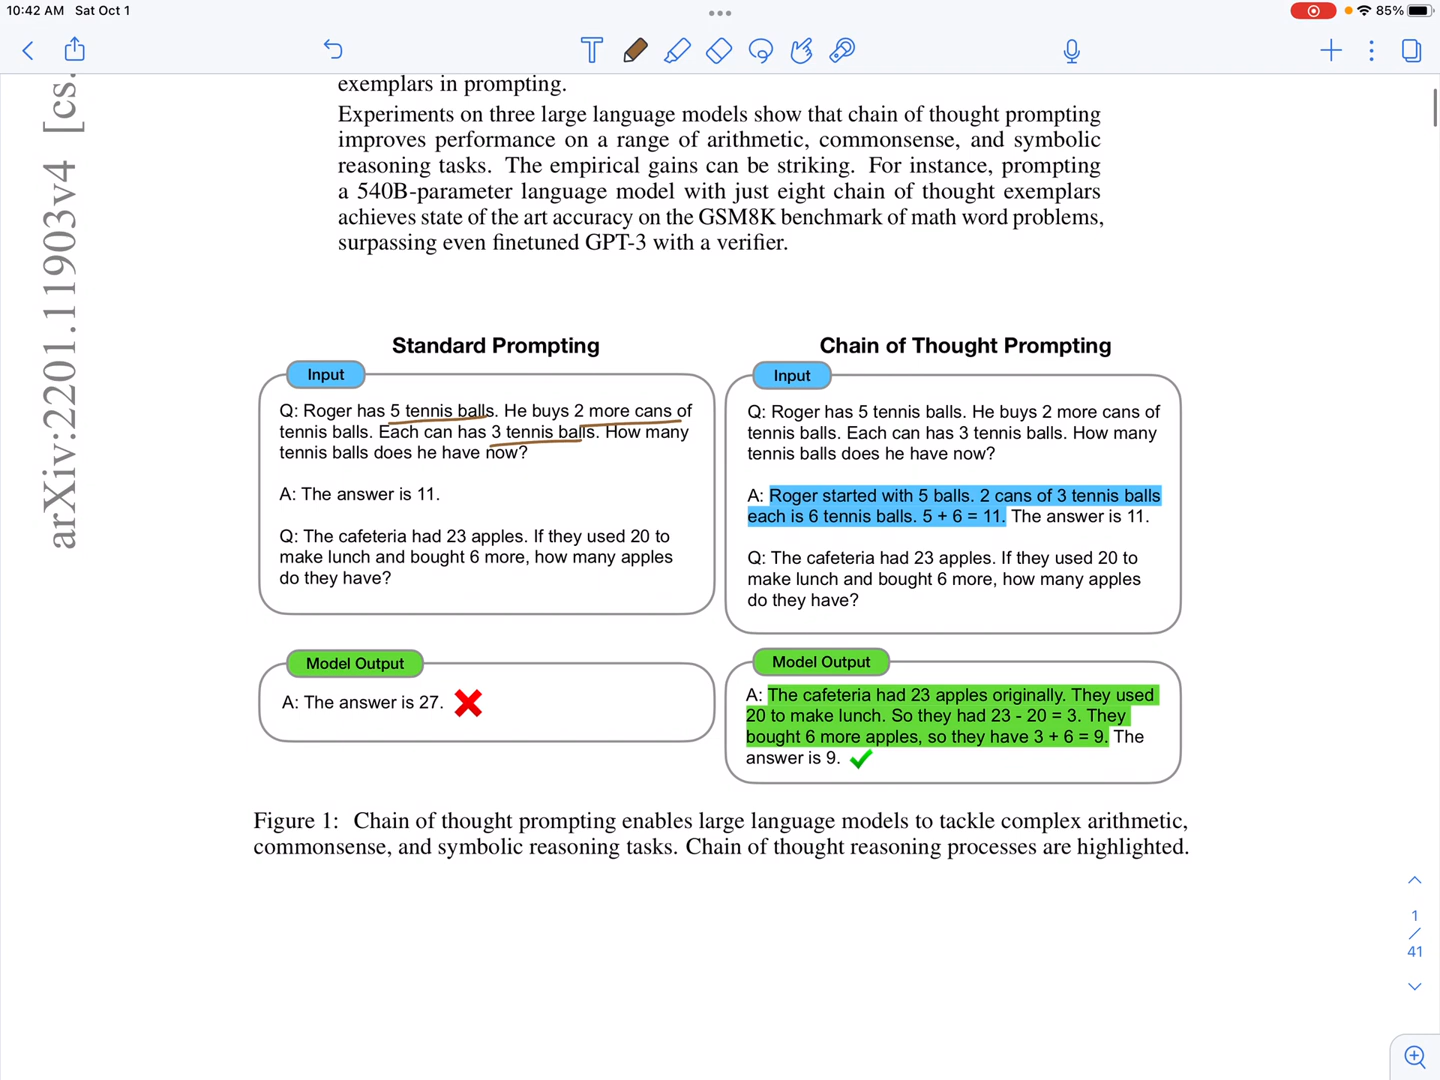 10:42 AM Sat Oct 1
85%
exemplars in prompting.
Experiments on three large language models show that chain of thought prompting
improves performance on a range of arithmetic, commonsense, and symbolic
reasoning tasks. The empirical gains can be striking. For instance, prompting
a 540B-parameter language model with just eight chain of thought exemplars
achieves state of the art accuracy on the GSM8K benchmark of math word problems,
surpassing even finetuned GPT-3 with a verifier.
arXiv:2201.11903v4 [cs.
Standard Prompting
Input
Q: Roger has 5 tennis balls. He buys 2 more cans of
tennis balls. Each can has 3 tennis balls. How many
tennis balls does he have now?
A: The answer is 11.
Q: The cafeteria had 23 apples. If they used 20 to
make lunch and bought 6 more, how many apples
do they have?
Model Output
A: The answer is 27.
Chain of Thought Prompting
Input
Q: Roger has 5 tennis balls. He buys 2 more cans of
tennis balls. Each can has 3 tennis balls. How many
tennis balls does he have now?
A: Roger started with 5 balls. 2 cans of 3 tennis balls
each is 6 tennis balls. 5 + 6 = 11. The answer is 11.
Q: The cafeteria had 23 apples. If they used 20 to
make lunch and bought 6 more, how many apples
do they have?
Model Output
A: The cafeteria had 23 apples originally. They used
20 to make lunch. So they had 23 - 20 = 3. They
bought 6 more apples, so they have 3 + 6 = 9. The
answer is 9.
Figure 1: Chain of thought prompting enables large language models to tackle complex arithmetic,
commonsense, and symbolic reasoning tasks. Chain of thought reasoning processes are highlighted.
1
/
41